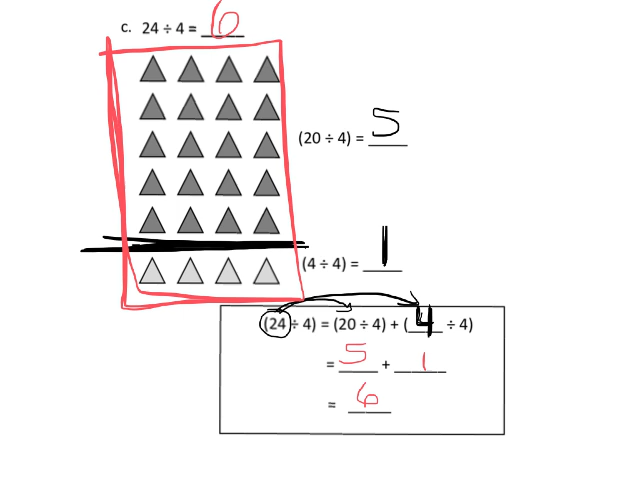 c. 24 ÷ 4 = 6
(20 ÷ 4) = 5
(4 ÷ 4) = 1
(24 ÷ 4) = (20 ÷ 4) + (4 ÷ 4)
= 5 + 1
= 6